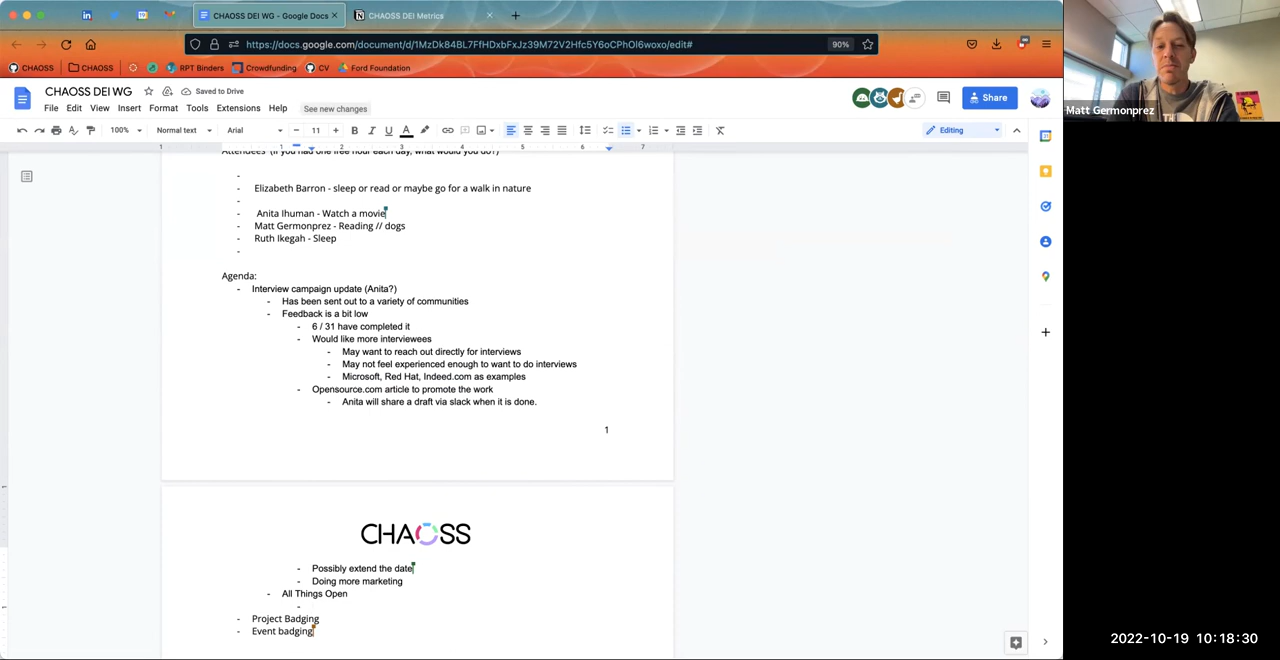 CHAOSS DEI WG - Google Docs
CHAOSS DEI Metrics
https://docs.google.com/document/d/1MzDk84BL7FfHDxbFxJz39M72V2Hfc5Y6oCPhOl6woxo/edit#
90%
CHAOSS
CHAOSS
RPT Binders
Crowdfunding
CV
Ford Foundation
CHAOSS DEI WG
Saved to Drive
File Edit View Insert Format Tools Extensions Help
See new changes
Share
100%
Normal text
Arial
11
Editing
1 1 2 3 4 5 6 7
Attendees (If you had one free hour each day, what would you do?)
-
- Elizabeth Barron - sleep or read or maybe go for a walk in nature
-
- Anita Ihuman - Watch a movie
- Matt Germonprez - Reading // dogs
- Ruth Ikegah - Sleep
-
Agenda:
- Interview campaign update (Anita?)
- Has been sent out to a variety of communities
- Feedback is a bit low
- 6 / 31 have completed it
- Would like more interviewees
- May want to reach out directly for interviews
- May not feel experienced enough to want to do interviews
- Microsoft, Red Hat, Indeed.com as examples
- Opensource.com article to promote the work
- Anita will share a draft via slack when it is done.
1
CHAOSS
- Possibly extend the date
- Doing more marketing
- All Things Open
-
- Project Badging
- Event badging
Matt Germonprez
2022-10-19 10:18:30